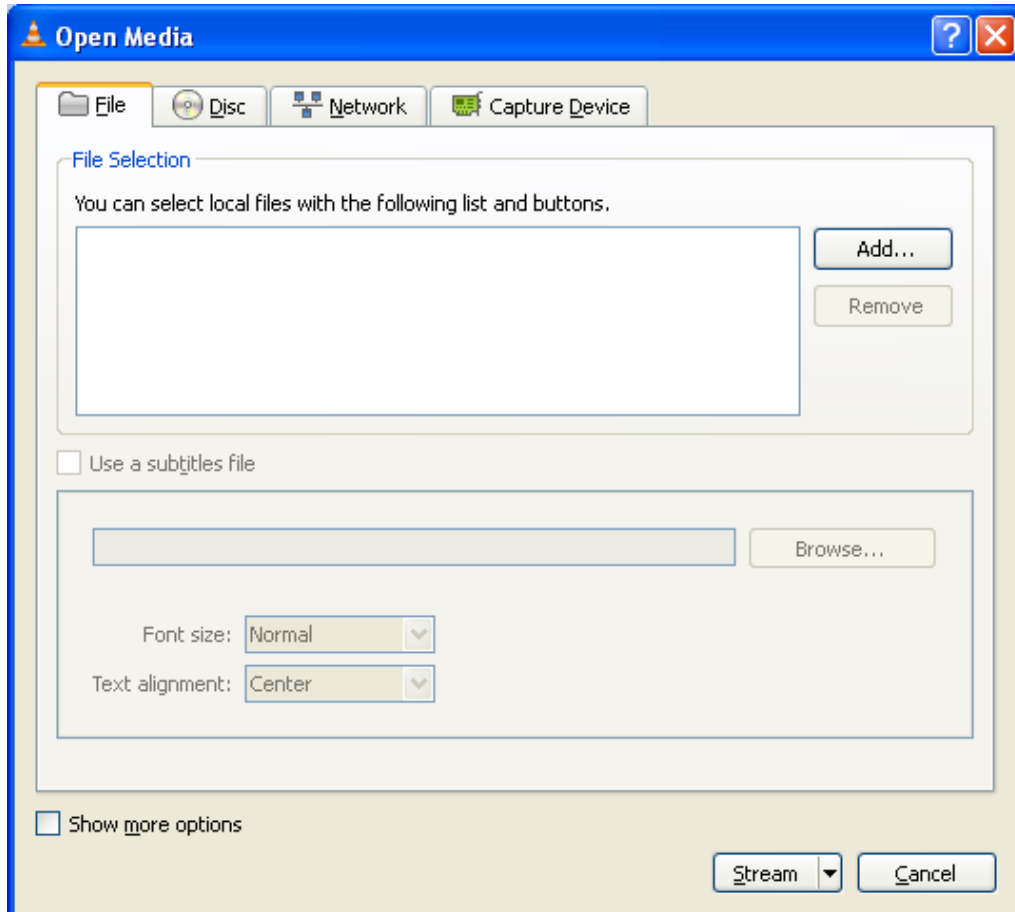 Open Media
File Disc Network Capture Device
File Selection
You can select local files with the following list and buttons.
Add...
Remove
Use a subtitles file
Browse...
Font size: Normal
Text alignment: Center
Show more options
Stream Cancel